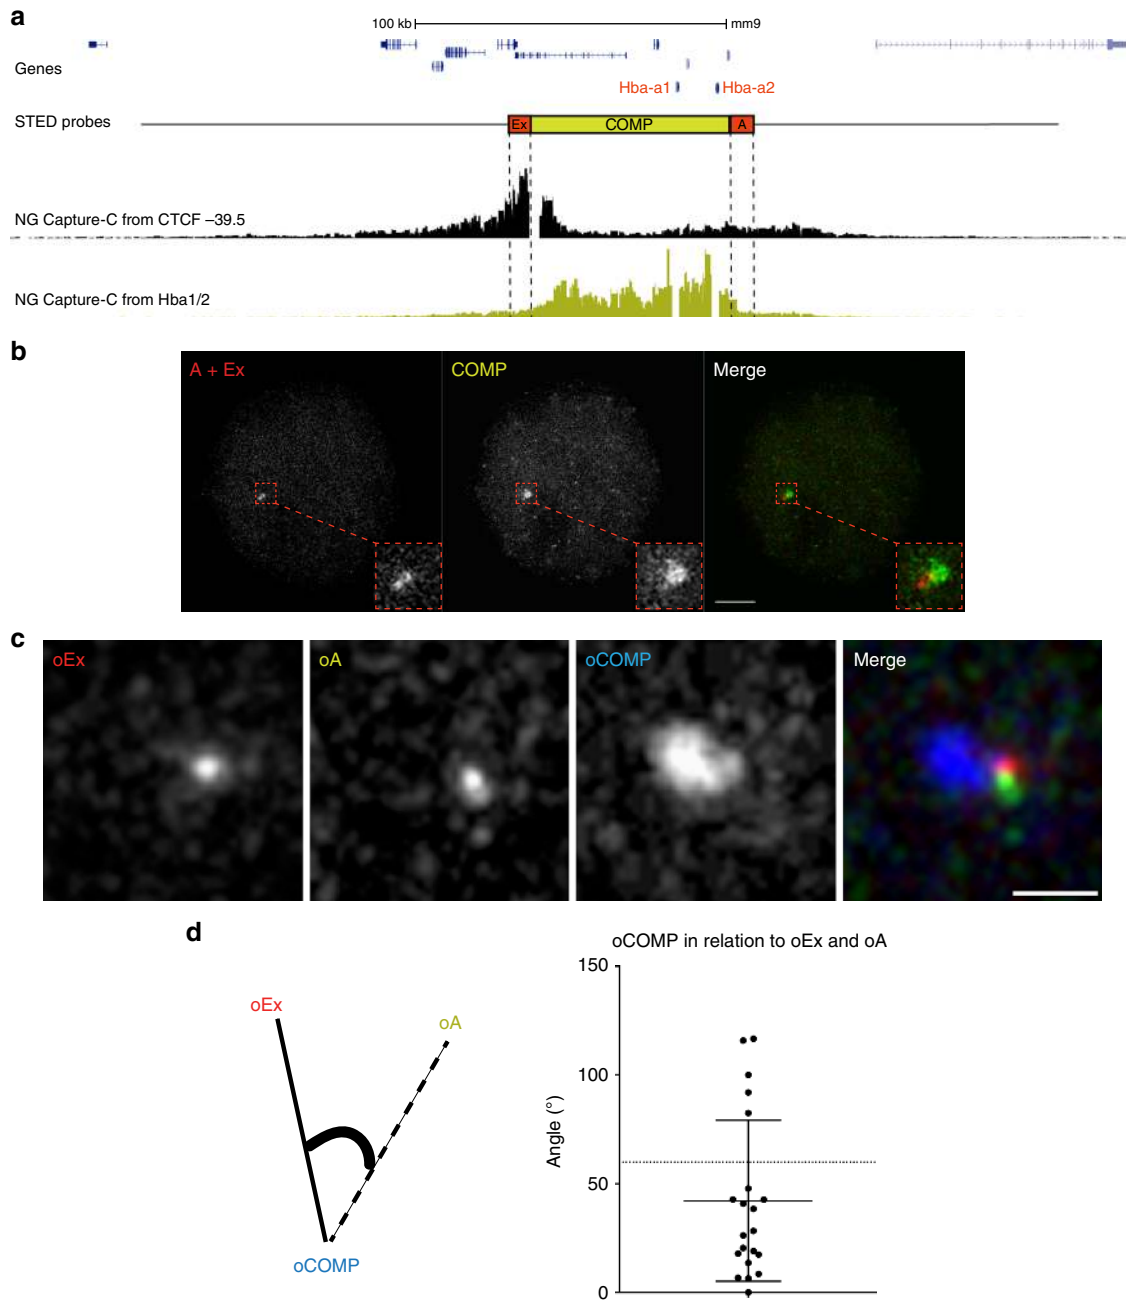 a
100 kb
mm9
Genes
Hba-a1
Hba-a2
STED probes
Ex
COMP
A
NG Capture-C from CTCF –39.5
NG Capture-C from Hba1/2
b
A + Ex
COMP
Merge
c
oEx
oA
oCOMP
Merge
d
oEx
oA
oCOMP
oCOMP in relation to oEx and oA
Angle (°)
150
100
50
0